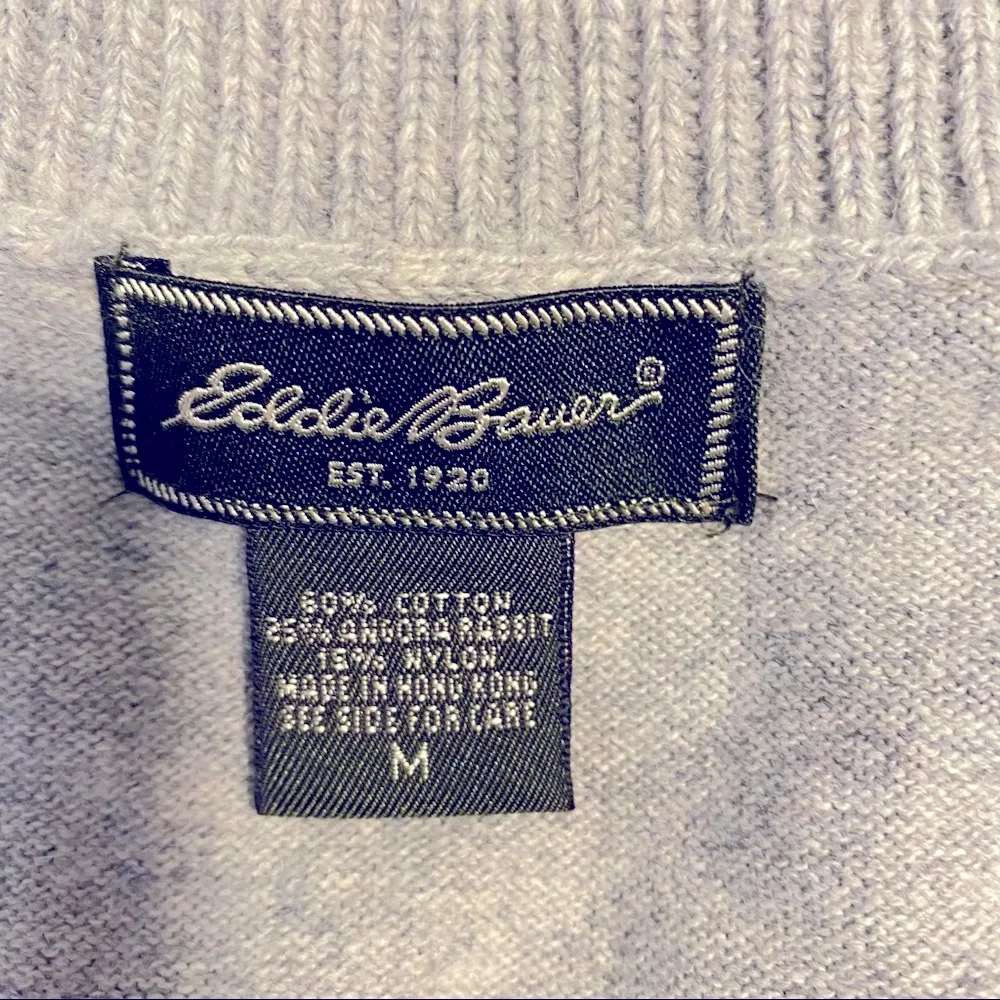 Eddie Bauer®
EST. 1920
60% COTTON
25% ANGORA RABBIT
15% NYLON
MADE IN HONG KONG
SEE SIDE FOR CARE
M